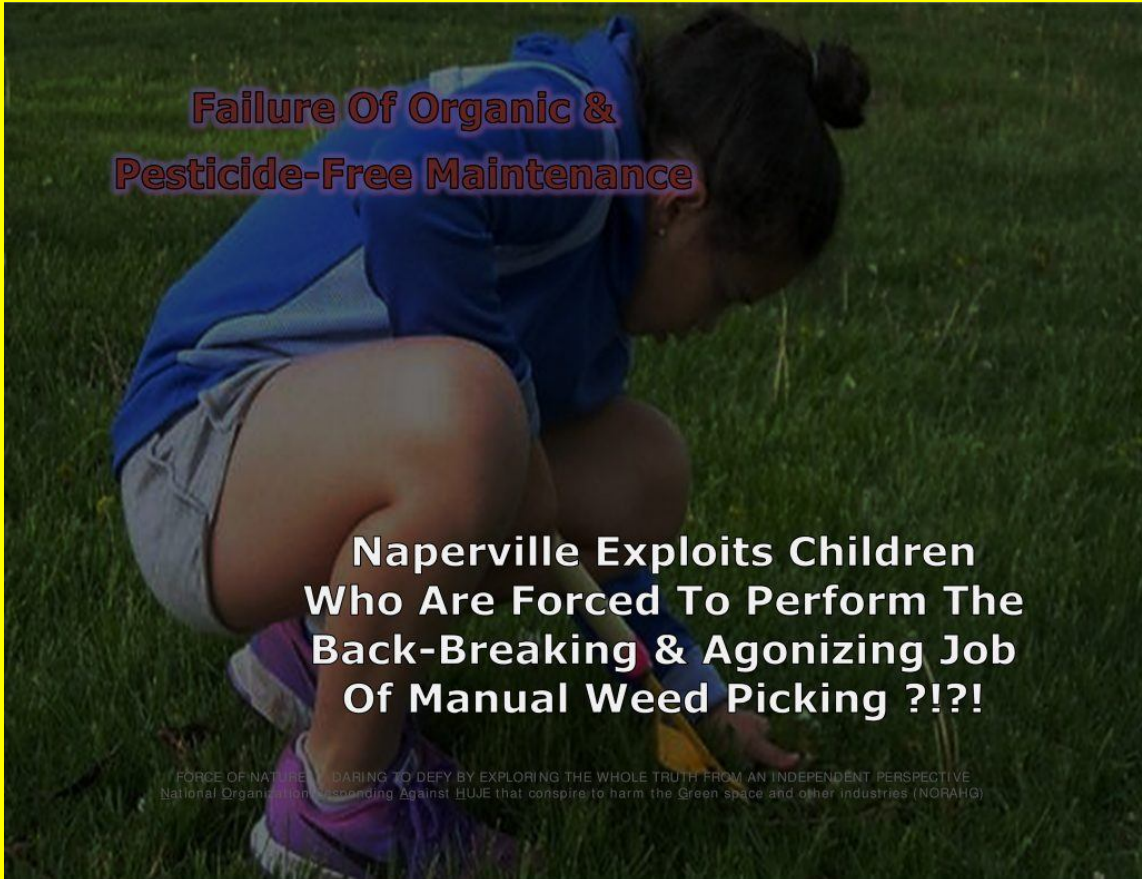 Failure Of Organic &
Pesticide-Free Maintenance
Naperville Exploits Children
Who Are Forced To Perform The
Back-Breaking & Agonizing Job
Of Manual Weed Picking ?!?!
FORCE OF NATURE DARING TO DEFY BY EXPLORING THE WHOLE TRUTH FROM AN INDEPENDENT PERSPECTIVE
National Organization Responding Against HUJE that conspire to harm the Green space and other industries (NORAHG)